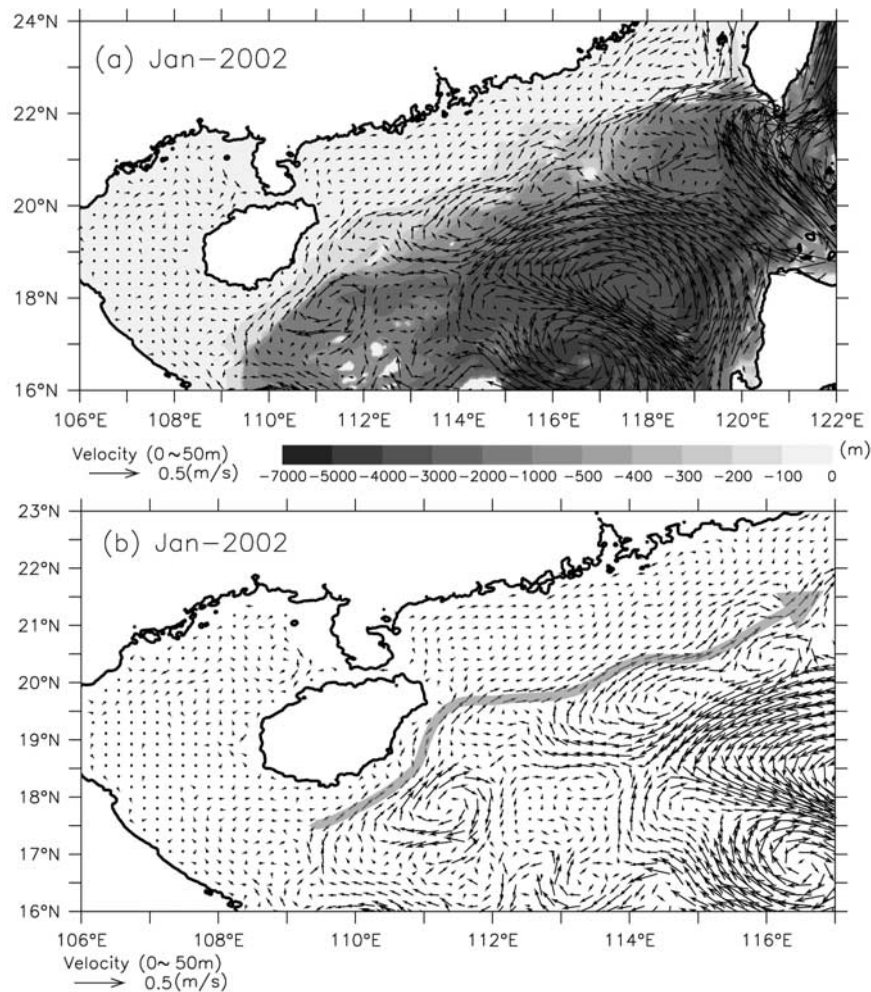 24°N
(a) Jan-2002
22°N
20°N
18°N
16°N
106°E 108°E 110°E 112°E 114°E 116°E 118°E 120°E 122°E
Velocity (0~50m)
0.5(m/s)
-7000 -5000 -4000 -3000 -2000 -1000 -500 -400 -300 -200 -100 0 (m)
23°N
(b) Jan-2002
22°N
21°N
20°N
19°N
18°N
17°N
16°N
106°E 108°E 110°E 112°E 114°E 116°E
Velocity (0~50m)
0.5(m/s)